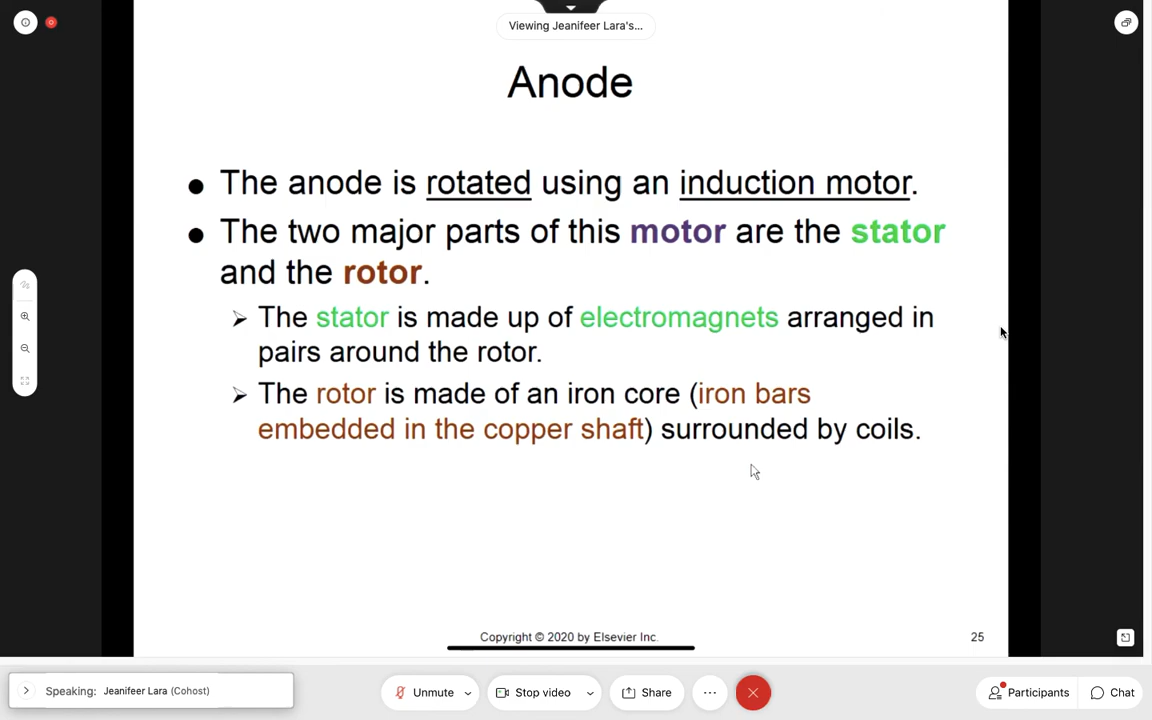 Viewing Jeanifeer Lara's...
Anode
● The anode is rotated using an induction motor.
● The two major parts of this motor are the stator
and the rotor.
➢ The stator is made up of electromagnets arranged in
pairs around the rotor.
➢ The rotor is made of an iron core (iron bars
embedded in the copper shaft) surrounded by coils.
Copyright © 2020 by Elsevier Inc.
25
Speaking: Jeanifeer Lara (Cohost)
Unmute
Stop video
Share
Participants
Chat